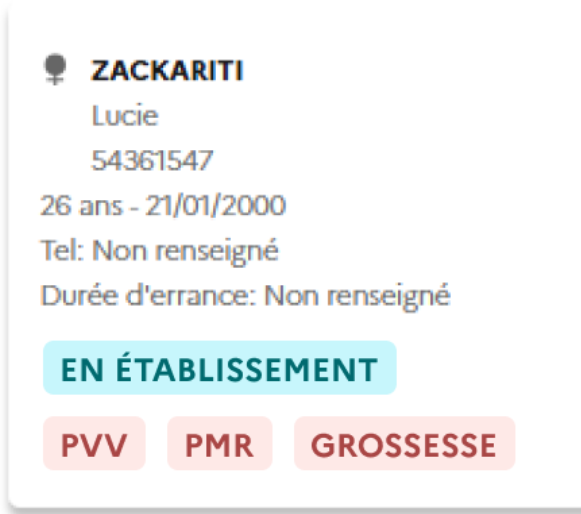 ZACKARITI
Lucie
54361547
26 ans - 21/01/2000
Tel: Non renseigné
Durée d'errance: Non renseigné
EN ÉTABLISSEMENT
PVV PMR GROSSESSE